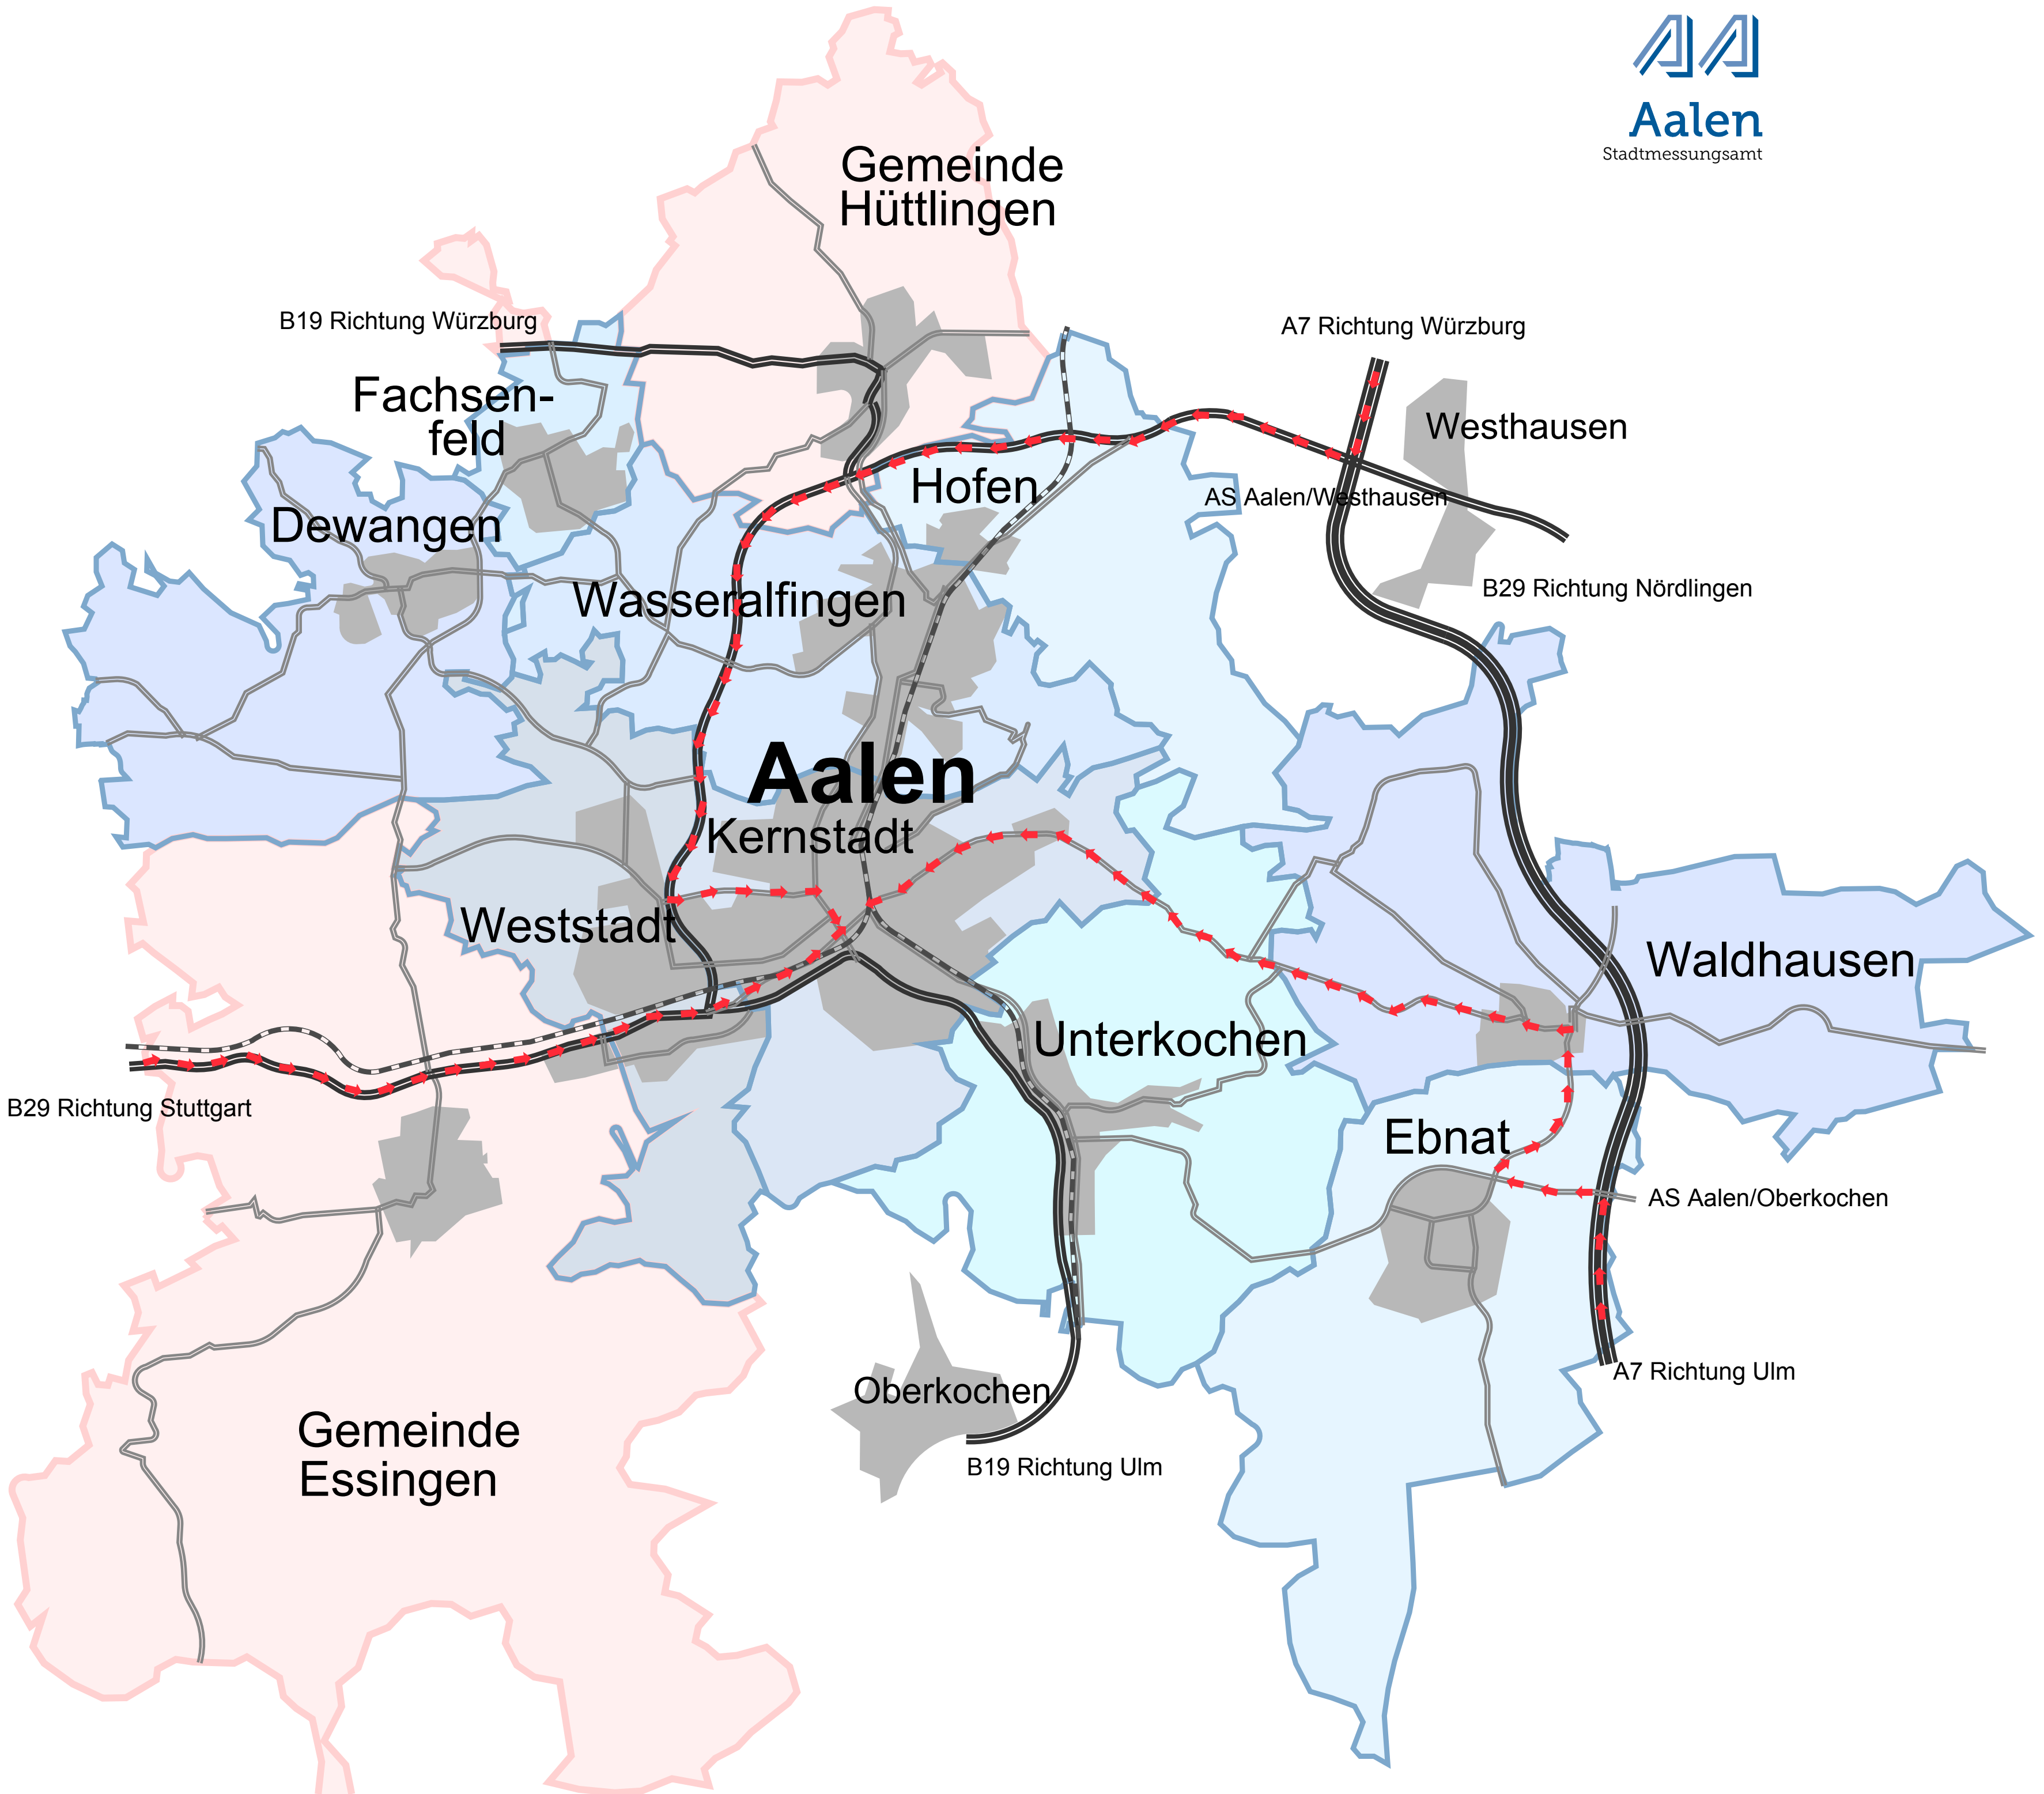 Aalen
Stadtmessungsamt
Gemeinde
Hüttlingen
B19 Richtung Würzburg
A7 Richtung Würzburg
Fachsen-
feld
Westhausen
Hofen
AS Aalen/Westhausen
Dewangen
B29 Richtung Nördlingen
Wasseralfingen
Aalen
Kernstadt
Weststadt
Waldhausen
Unterkochen
B29 Richtung Stuttgart
Ebnat
AS Aalen/Oberkochen
A7 Richtung Ulm
Oberkochen
Gemeinde
Essingen
B19 Richtung Ulm